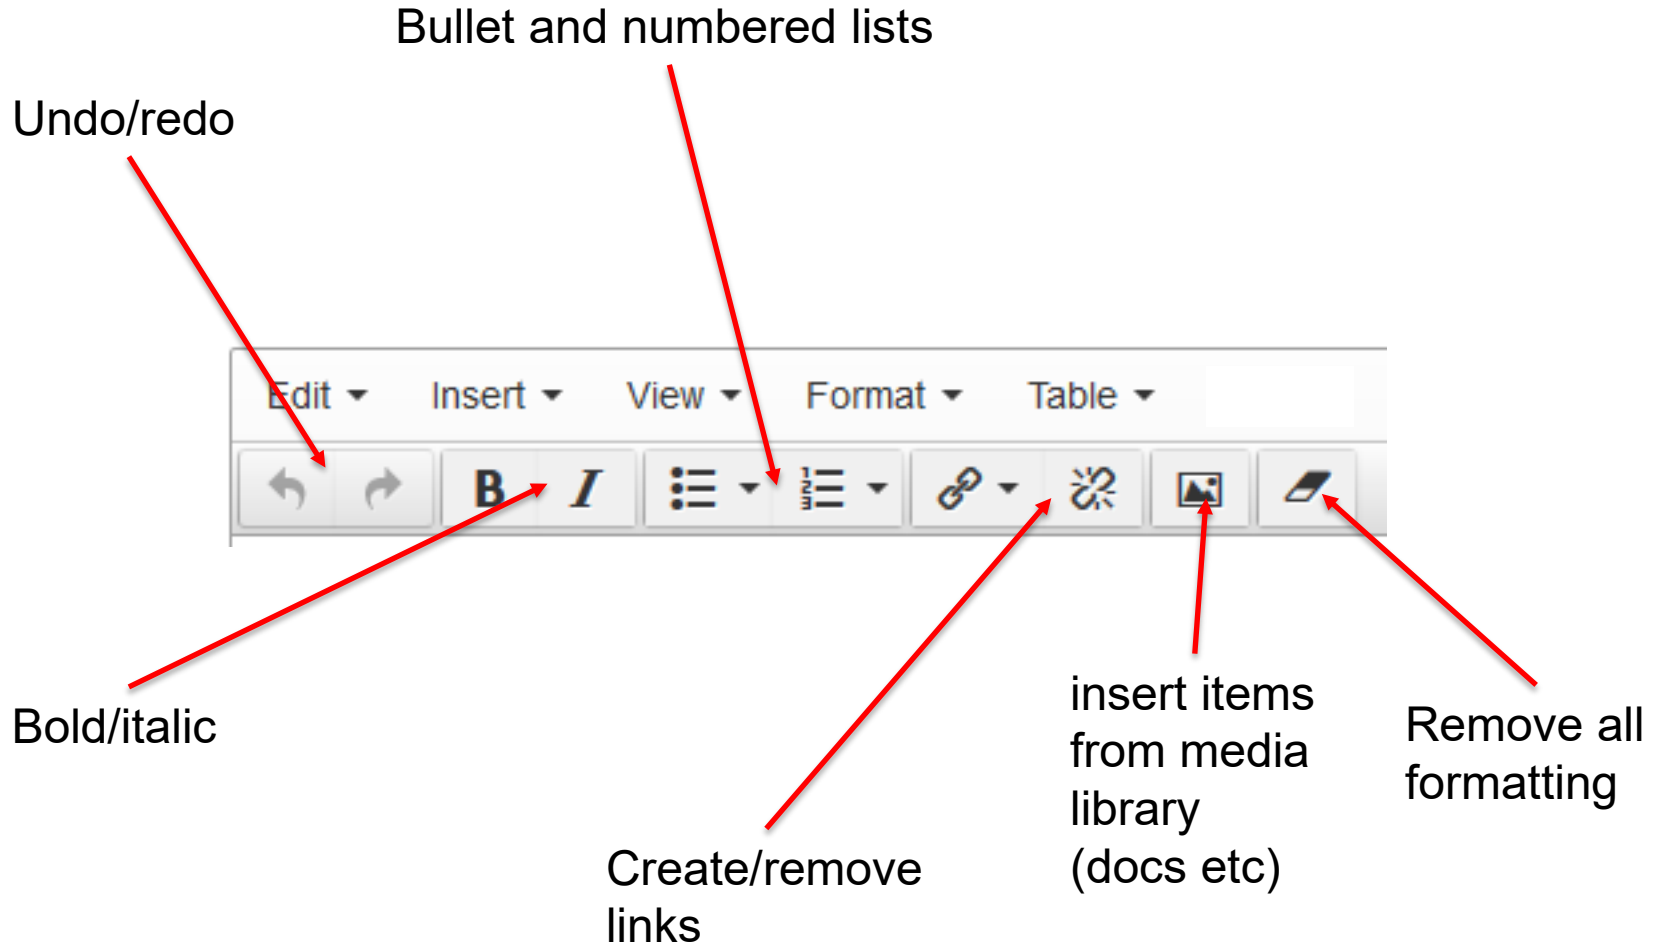 Bullet and numbered lists
Undo/redo
Edit Insert View Format Table
B I
Bold/italic
insert items
from media
library
(docs etc)
Remove all
formatting
Create/remove
links